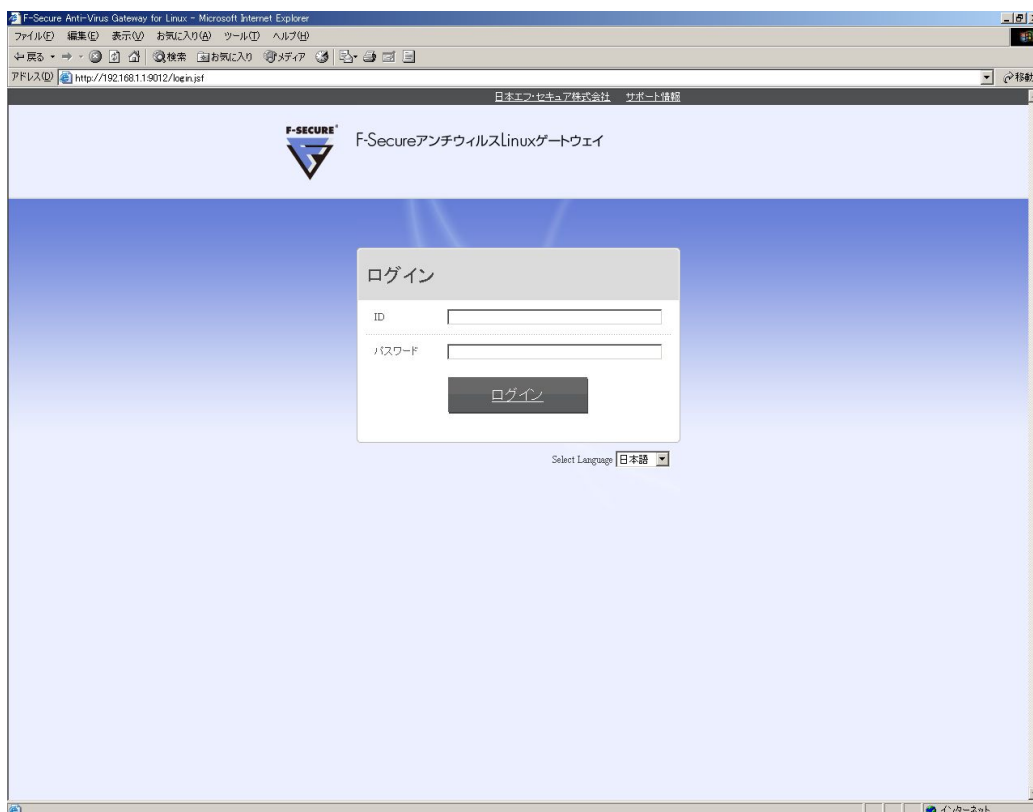 F-Secure Anti-Virus Gateway for Linux - Microsoft Internet Explorer
ファイル(F) 編集(E) 表示(V) お気に入り(A) ツール(T) ヘルプ(H)
戻る 検索 お気に入り メディア
アドレス(D) http://192.168.1.1:9012/login.jsf 移動
日本エフ・セキュア株式会社 サポート情報
F-SECURE®
F-SecureアンチウィルスLinuxゲートウェイ
ログイン
ID
パスワード
ログイン
Select Language 日本語
インターネット